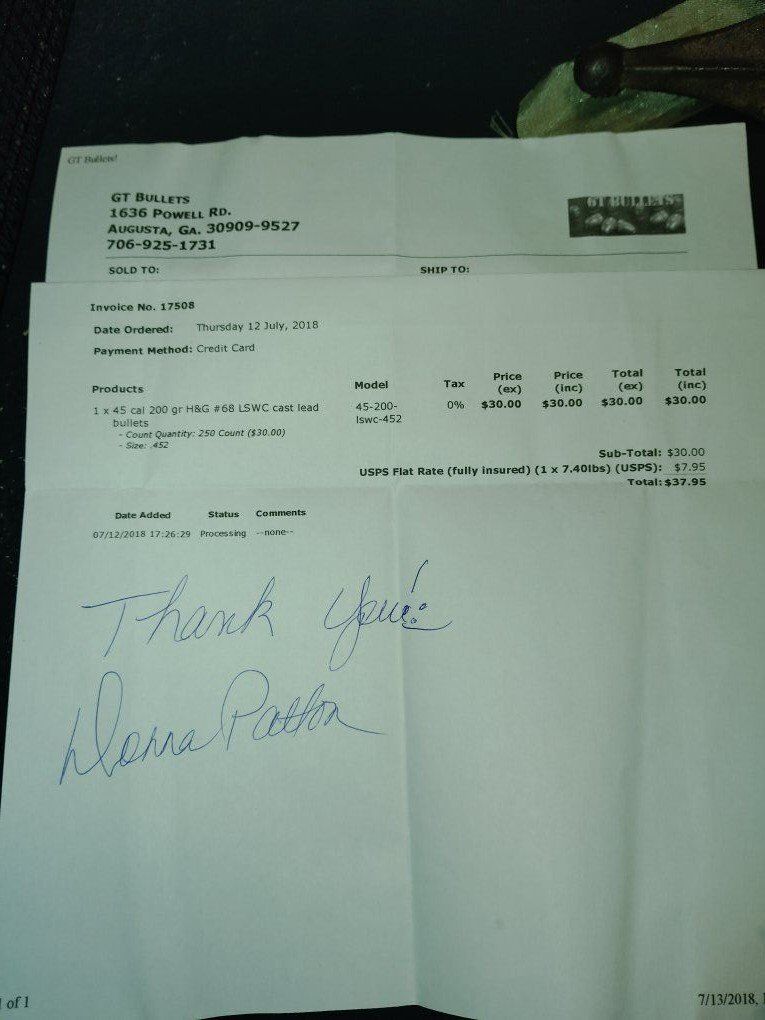 GT Bullets!
GT BULLETS
GT BULLETS
1636 POWELL RD.
AUGUSTA, GA. 30909-9527
706-925-1731
SOLD TO: SHIP TO:
Invoice No. 17508
Date Ordered: Thursday 12 July, 2018
Payment Method: Credit Card
Products Model Tax Price (ex) Price (inc) Total (ex) Total (inc)
1 x 45 cal 200 gr H&G #68 LSWC cast lead 45-200- 0% $30.00 $30.00 $30.00 $30.00
bullets lswc-452
- Count Quantity: 250 Count ($30.00)
- Size: .452
Sub-Total: $30.00
USPS Flat Rate (fully insured) (1 x 7.40lbs) (USPS): $7.95
Total: $37.95
Date Added Status Comments
07/12/2018 17:26:29 Processing --none--
Thank You!
Donna Patton
of 1 7/13/2018,